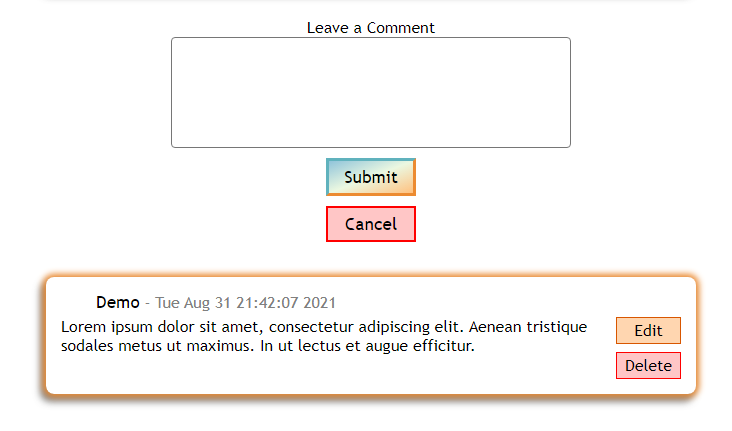 Leave a Comment
Submit
Cancel
Demo - Tue Aug 31 21:42:07 2021
Lorem ipsum dolor sit amet, consectetur adipiscing elit. Aenean tristique
sodales metus ut maximus. In ut lectus et augue efficitur.
Edit
Delete